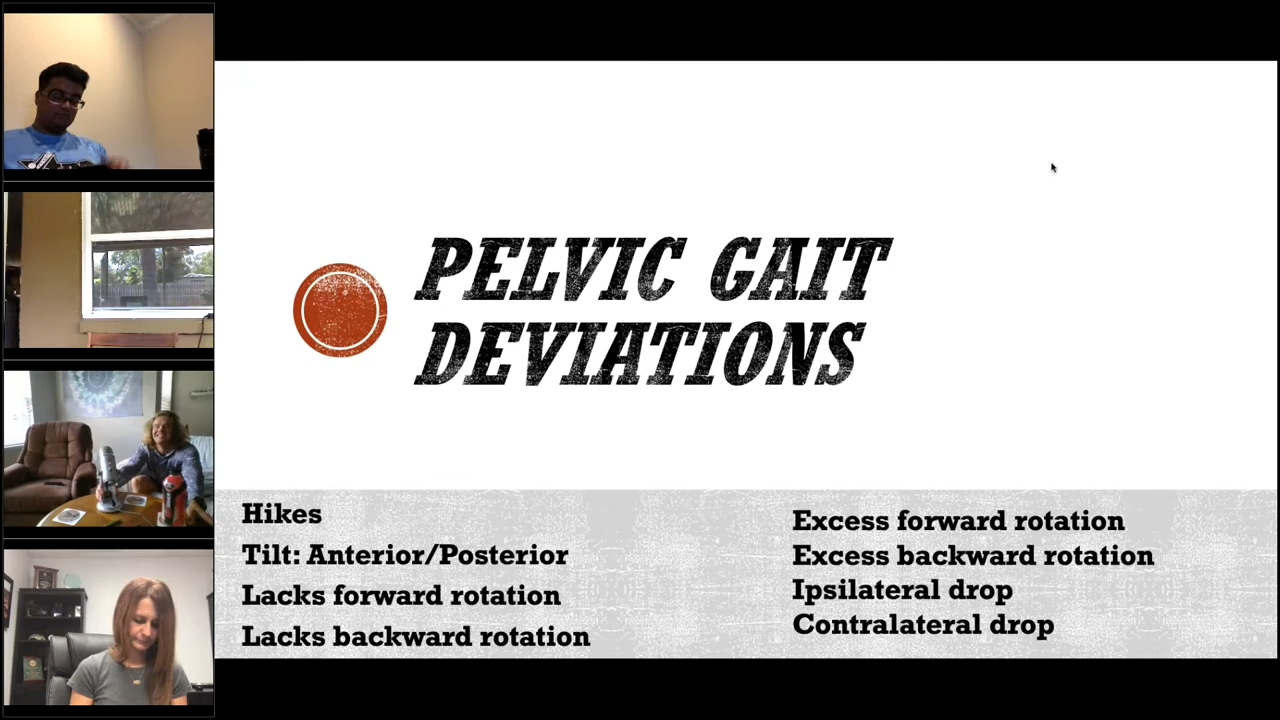 PELVIC GAIT
DEVIATIONS
Hikes
Tilt: Anterior/Posterior
Lacks forward rotation
Lacks backward rotation
Excess forward rotation
Excess backward rotation
Ipsilateral drop
Contralateral drop